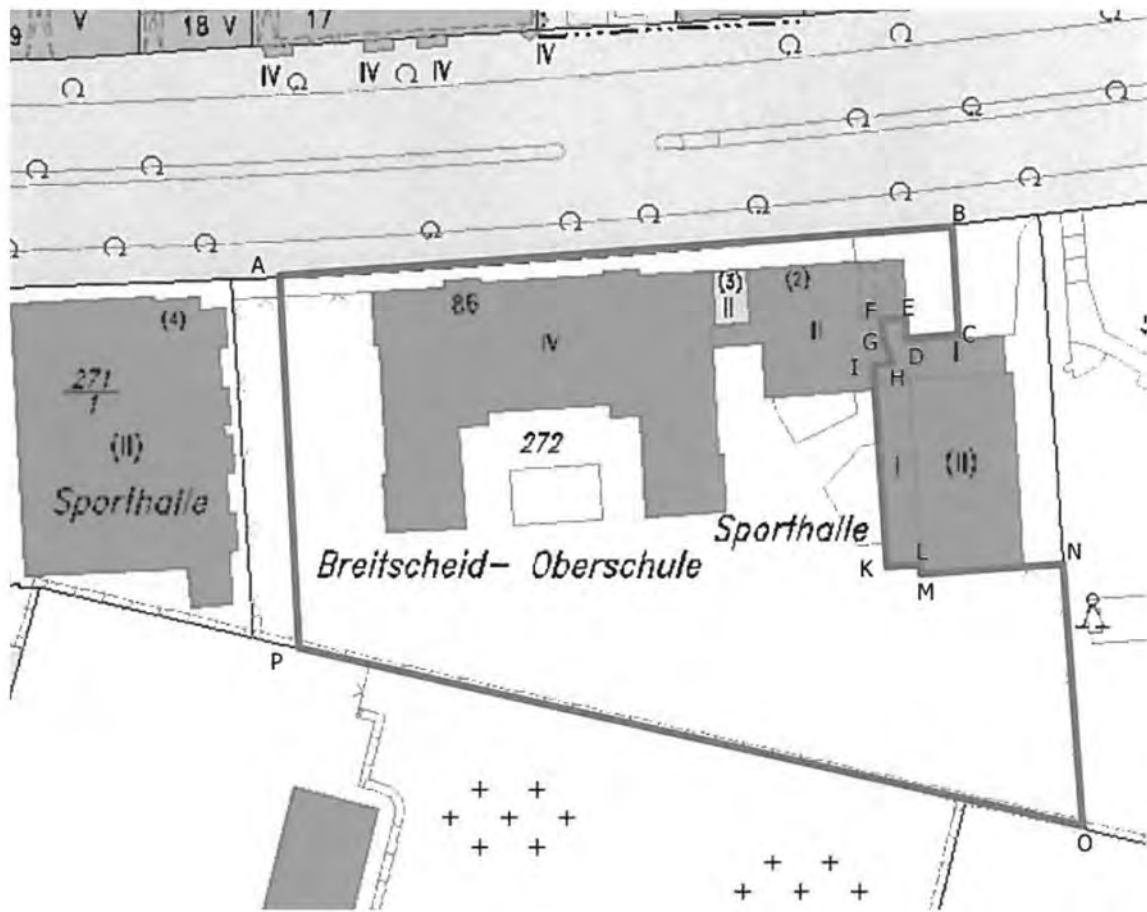 9
V
18 V
17
IV
IV
IV
IV
A
B
(4)
86
(3)
II
(2)
F
E
IV
II
G
D
C
I
I
H
271
1
(II)
272
I
(II)
Sporthalle
Sporthalle
Breitscheid- Oberschule
K
L
M
N
P
O